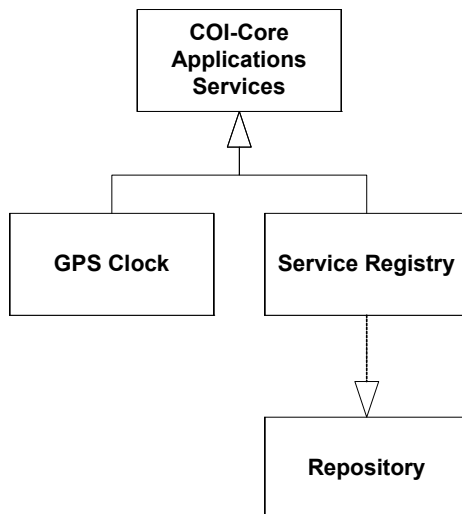 COI-Core
Applications
Services
GPS Clock
Service Registry
Repository